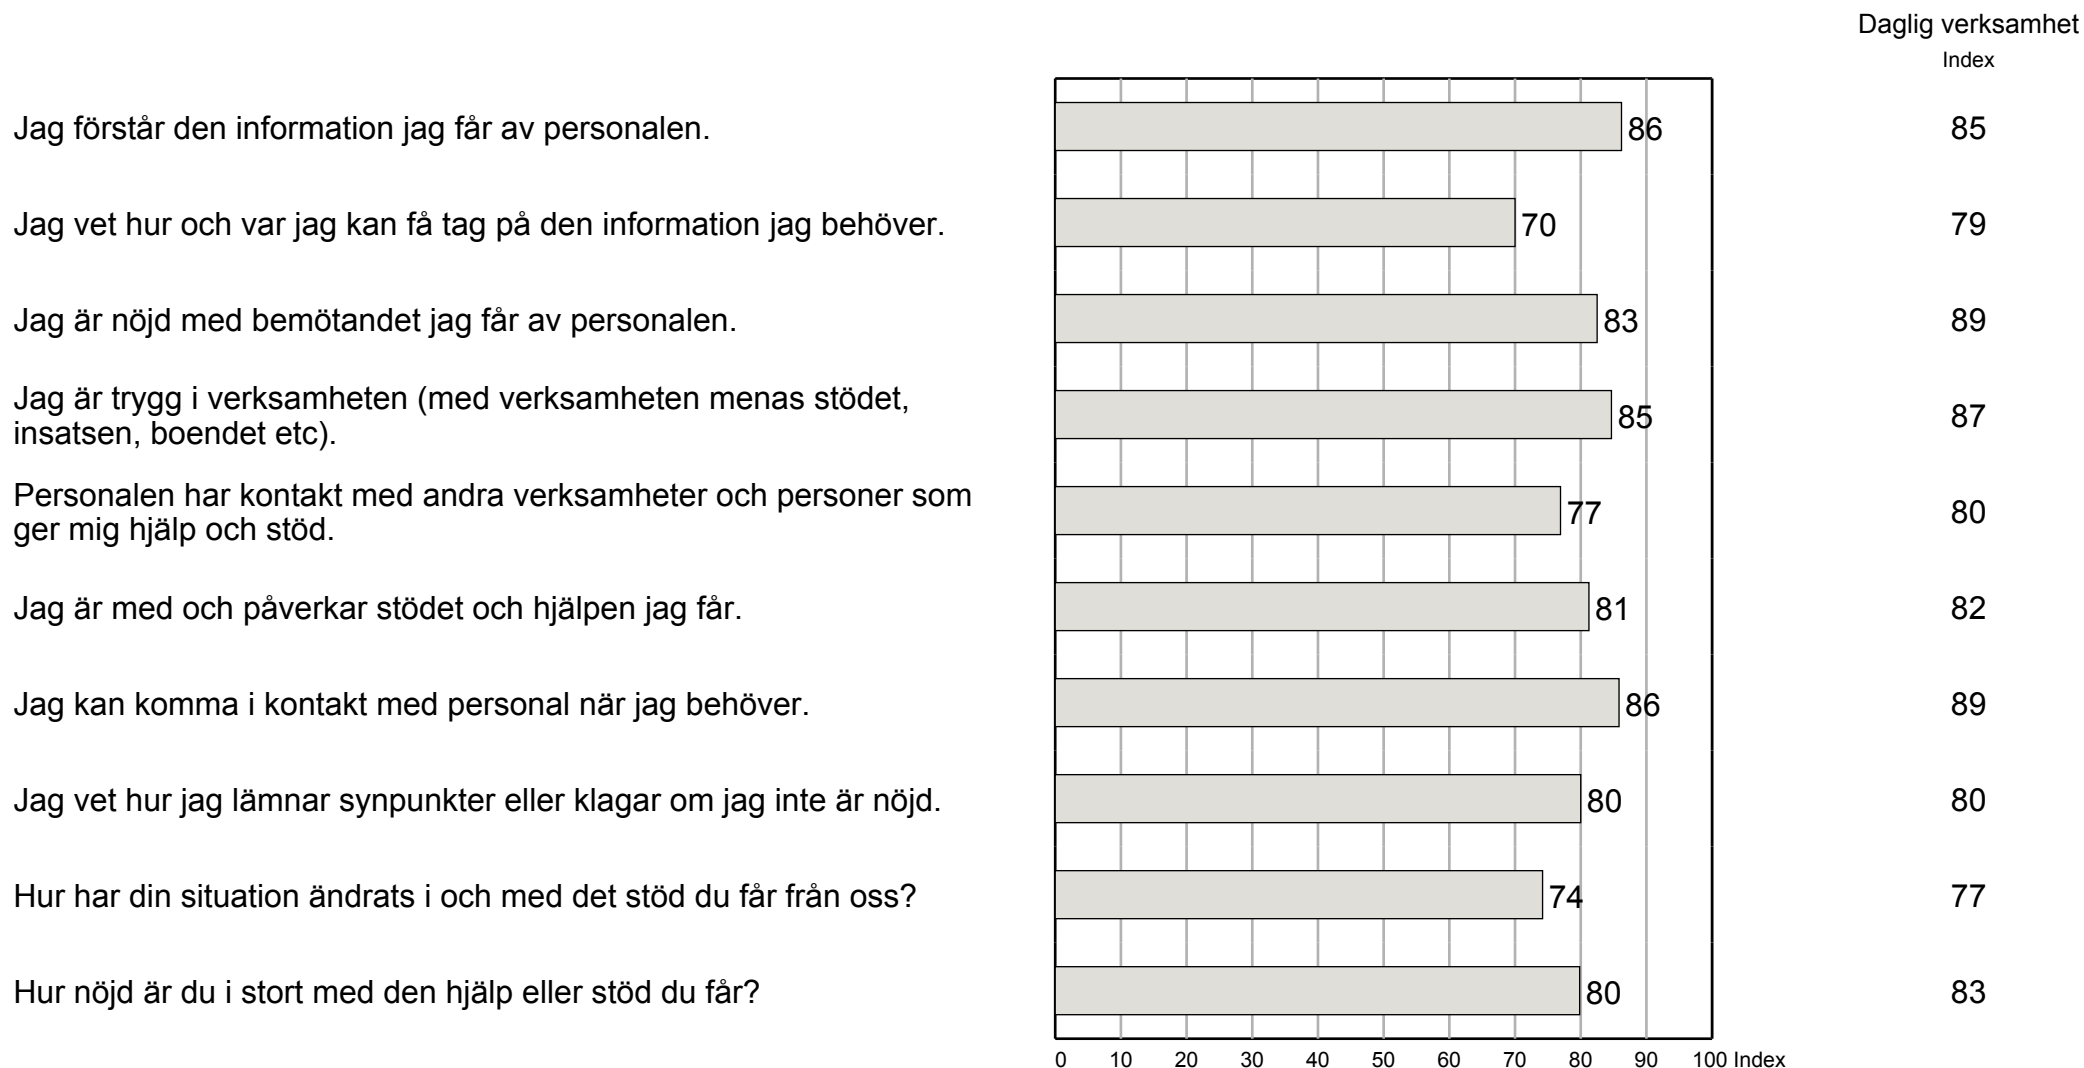 Daglig verksamhet
Index
Jag förstår den information jag får av personalen. 86 85
Jag vet hur och var jag kan få tag på den information jag behöver. 70 79
Jag är nöjd med bemötandet jag får av personalen. 83 89
Jag är trygg i verksamheten (med verksamheten menas stödet,
insatsen, boendet etc). 85 87
Personalen har kontakt med andra verksamheter och personer som
ger mig hjälp och stöd. 77 80
Jag är med och påverkar stödet och hjälpen jag får. 81 82
Jag kan komma i kontakt med personal när jag behöver. 86 89
Jag vet hur jag lämnar synpunkter eller klagar om jag inte är nöjd. 80 80
Hur har din situation ändrats i och med det stöd du får från oss? 74 77
Hur nöjd är du i stort med den hjälp eller stöd du får? 80 83
0 10 20 30 40 50 60 70 80 90 100 Index